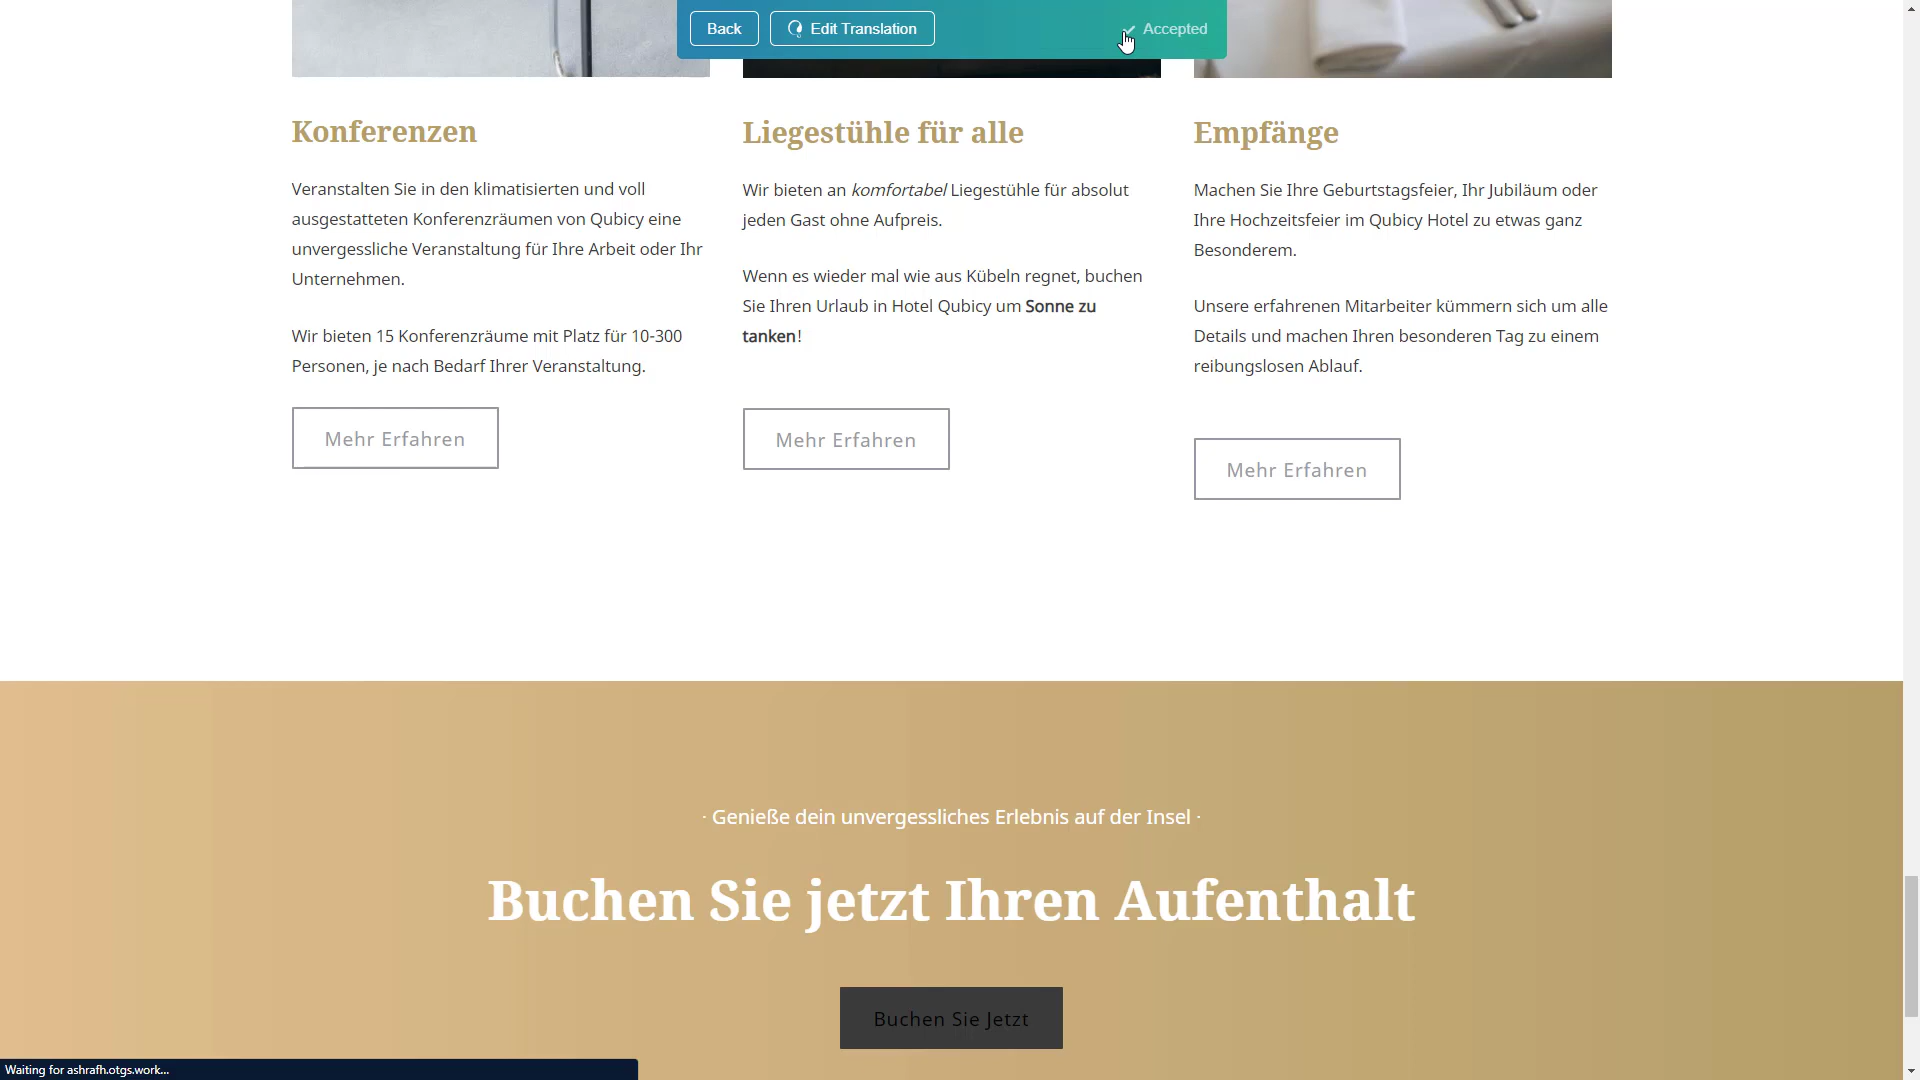 Back
Edit Translation
Accepted
Konferenzen
Veranstalten Sie in den klimatisierten und voll
ausgestatteten Konferenzräumen von Qubicy eine
unvergessliche Veranstaltung für Ihre Arbeit oder Ihr
Unternehmen.
Wir bieten 15 Konferenzräume mit Platz für 10-300
Personen, je nach Bedarf Ihrer Veranstaltung.
Mehr Erfahren
Liegestühle für alle
Wir bieten an komfortabel Liegestühle für absolut
jeden Gast ohne Aufpreis.
Wenn es wieder mal wie aus Kübeln regnet, buchen
Sie Ihren Urlaub in Hotel Qubicy um Sonne zu
tanken!
Mehr Erfahren
Empfänge
Machen Sie Ihre Geburtstagsfeier, Ihr Jubiläum oder
Ihre Hochzeitsfeier im Qubicy Hotel zu etwas ganz
Besonderem.
Unsere erfahrenen Mitarbeiter kümmern sich um alle
Details und machen Ihren besonderen Tag zu einem
reibungslosen Ablauf.
Mehr Erfahren
· Genieße dein unvergessliches Erlebnis auf der Insel ·
Buchen Sie jetzt Ihren Aufenthalt
Buchen Sie Jetzt
Waiting for ashrafh.otgs.work...